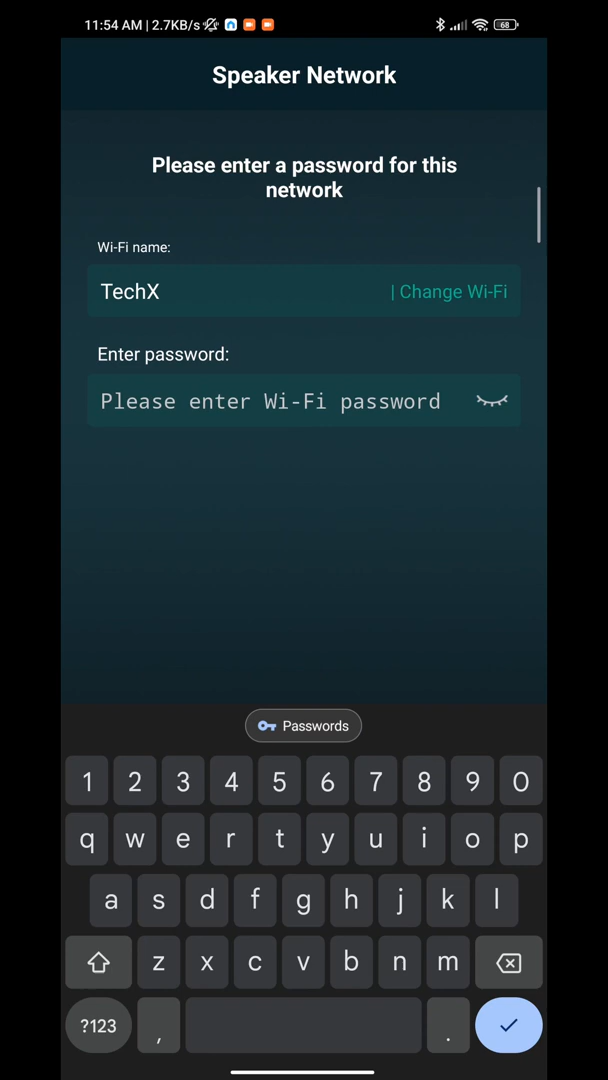 11:54 AM | 2.7KB/s
68
Speaker Network
Please enter a password for this
network
Wi-Fi name:
TechX
| Change Wi-Fi
Enter password:
Please enter Wi-Fi password
Passwords
1 2 3 4 5 6 7 8 9 0
q w e r t y u i o p
a s d f g h j k l
z x c v b n m
?123 , .